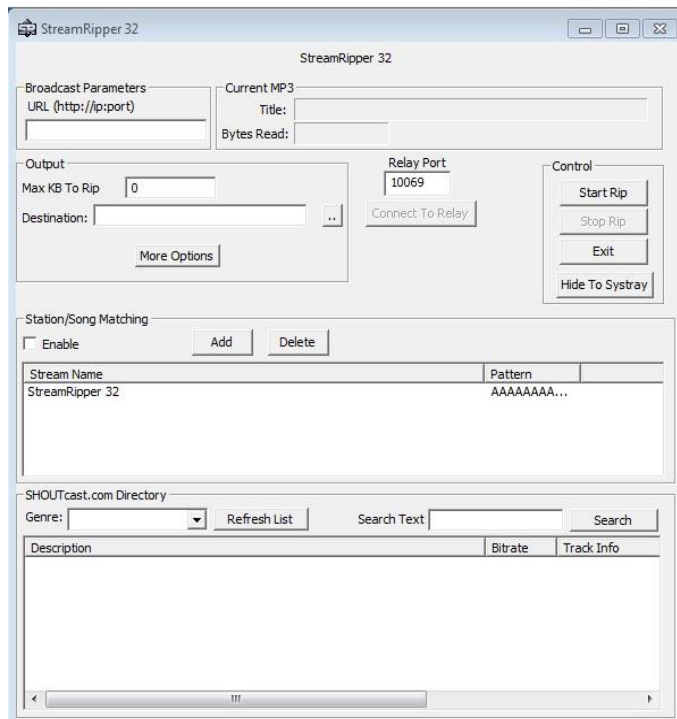 StreamRipper 32
StreamRipper 32
Broadcast Parameters
URL (http://ip:port)
Current MP3
Title:
Bytes Read:
Output
Max KB To Rip 0
Destination: ..
More Options
Relay Port
10069
Connect To Relay
Control
Start Rip
Stop Rip
Exit
Hide To Systray
Station/Song Matching
Enable Add Delete
Stream Name Pattern
StreamRipper 32 AAAAAAAA...
SHOUTcast.com Directory
Genre: Refresh List Search Text Search
Description Bitrate Track Info